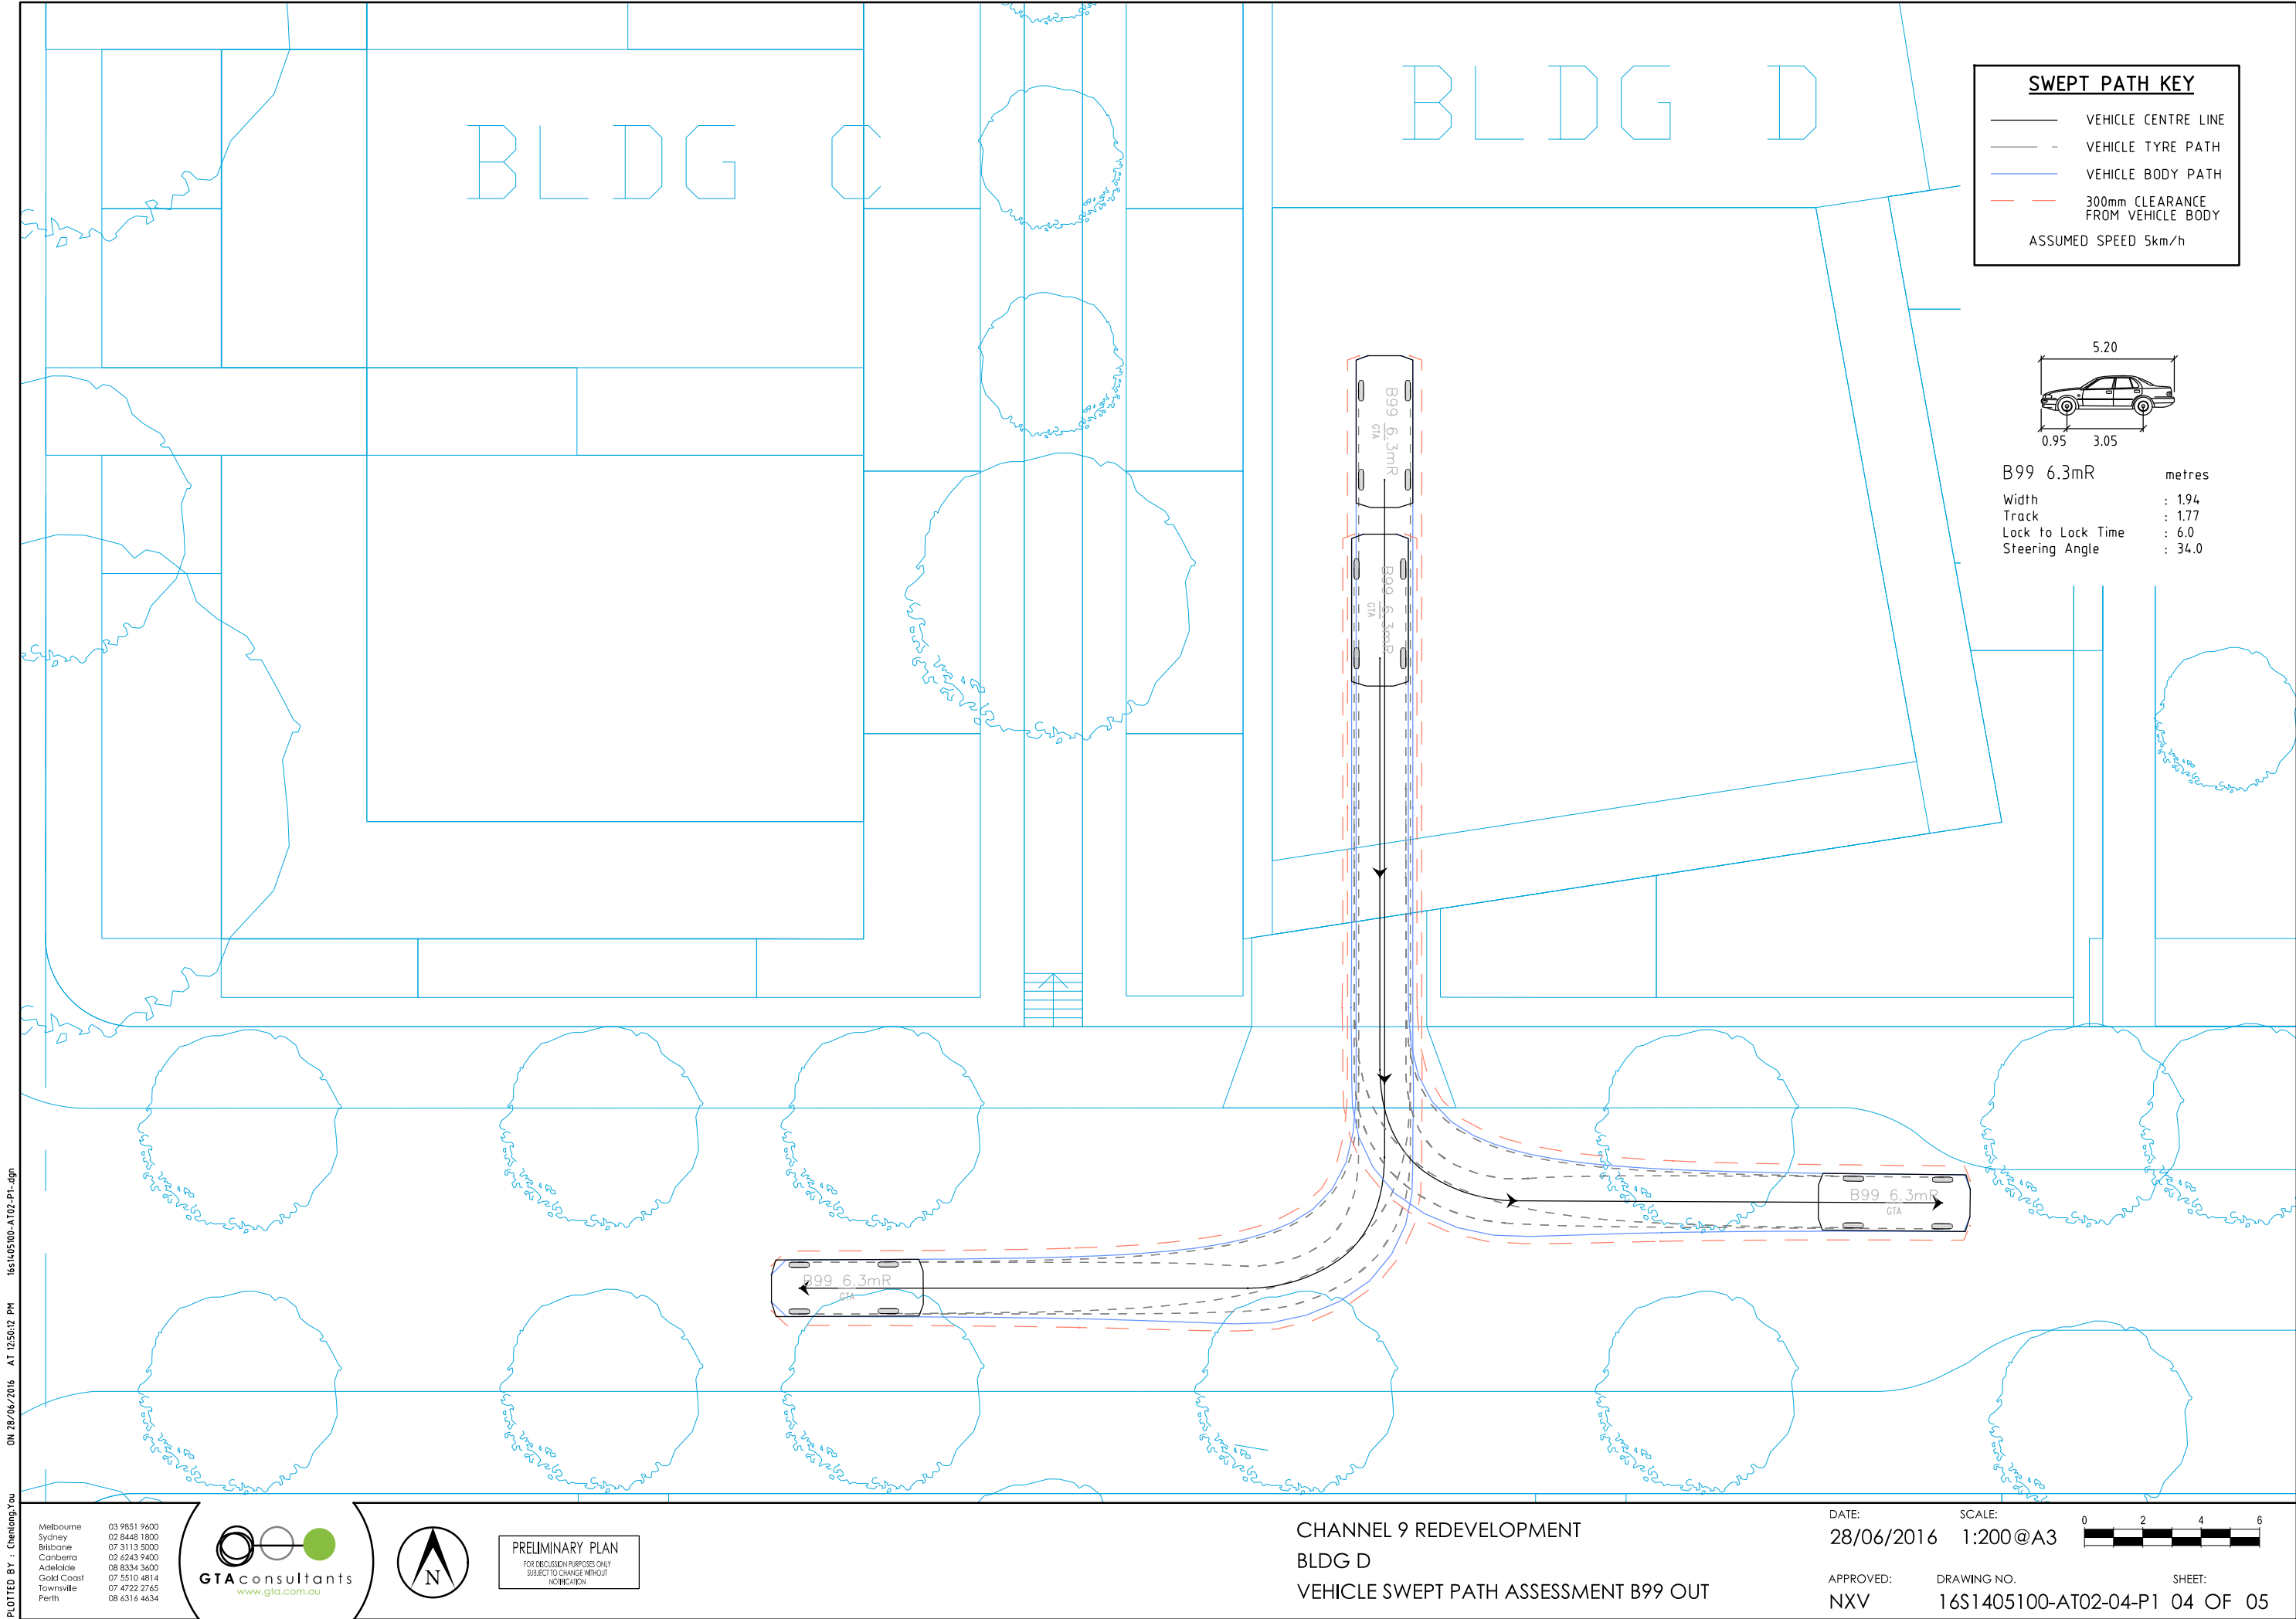 BLDG C
BLDG D
SWEPT PATH KEY
VEHICLE CENTRE LINE
VEHICLE TYRE PATH
VEHICLE BODY PATH
300mm CLEARANCE
FROM VEHICLE BODY
ASSUMED SPEED 5km/h
5.20
0.95 3.05
B99 6.3mR metres
Width : 1.94
Track : 1.77
Lock to Lock Time : 6.0
Steering Angle : 34.0
B99 6.3mR
GTA
B99 6.3mR
GTA
B99 6.3mR
GTA
B99 6.3mR
GTA
PLOTTED BY : Chenlong.You ON 28/06/2016 AT 12:50:12 PM 16s1405100-AT02-P1-.dgn
Melbourne 03 9851 9600
Sydney 02 8448 1800
Brisbane 07 3113 5000
Canberra 02 6243 9400
Adelaide 08 8334 3600
Gold Coast 07 5510 4814
Townsville 07 4722 2765
Perth 08 6316 4634
GTA consultants
www.gta.com.au
N
PRELIMINARY PLAN
FOR DISCUSSION PURPOSES ONLY
SUBJECT TO CHANGE WITHOUT
NOTIFICATION
CHANNEL 9 REDEVELOPMENT
BLDG D
VEHICLE SWEPT PATH ASSESSMENT B99 OUT
DATE: SCALE:
28/06/2016 1:200@A3
0 2 4 6
APPROVED: DRAWING NO. SHEET:
NXV 16S1405100-AT02-04-P1 04 OF 05